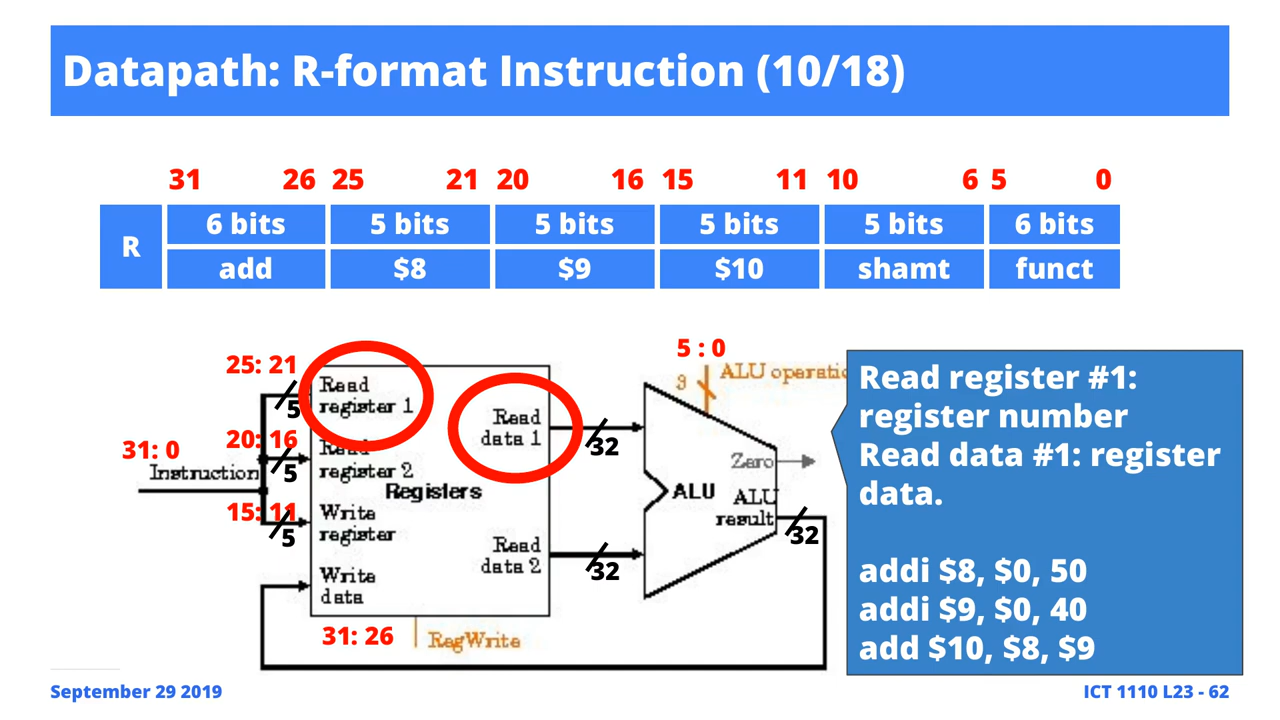 Datapath: R-format Instruction (10/18)
31 26 25 21 20 16 15 11 10 6 5 0
R
6 bits 5 bits 5 bits 5 bits 5 bits 6 bits
add $8 $9 $10 shamt funct
25: 21
5
Read
register 1
20: 16
5
Read
register 2
31: 0
Instruction
15: 11
5
Write
register
Write
data
Registers
Read
data 1
32
Read
data 2
32
31: 26
RegWrite
5 : 0
3
ALU operatio
Zero
ALU
ALU
result
32
Read register #1:
register number
Read data #1: register
data.
addi $8, $0, 50
addi $9, $0, 40
add $10, $8, $9
September 29 2019
ICT 1110 L23 - 62